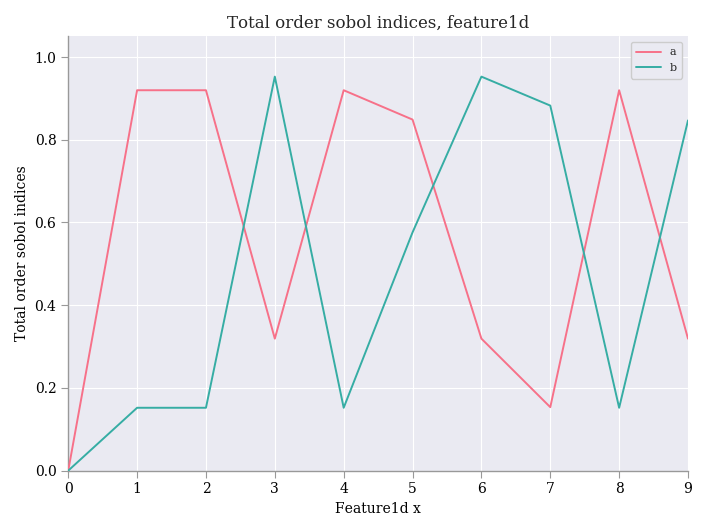 Total order sobol indices, feature1d
a
b
Total order sobol indices
1.0
0.8
0.6
0.4
0.2
0.0
0 1 2 3 4 5 6 7 8 9
Feature1d x